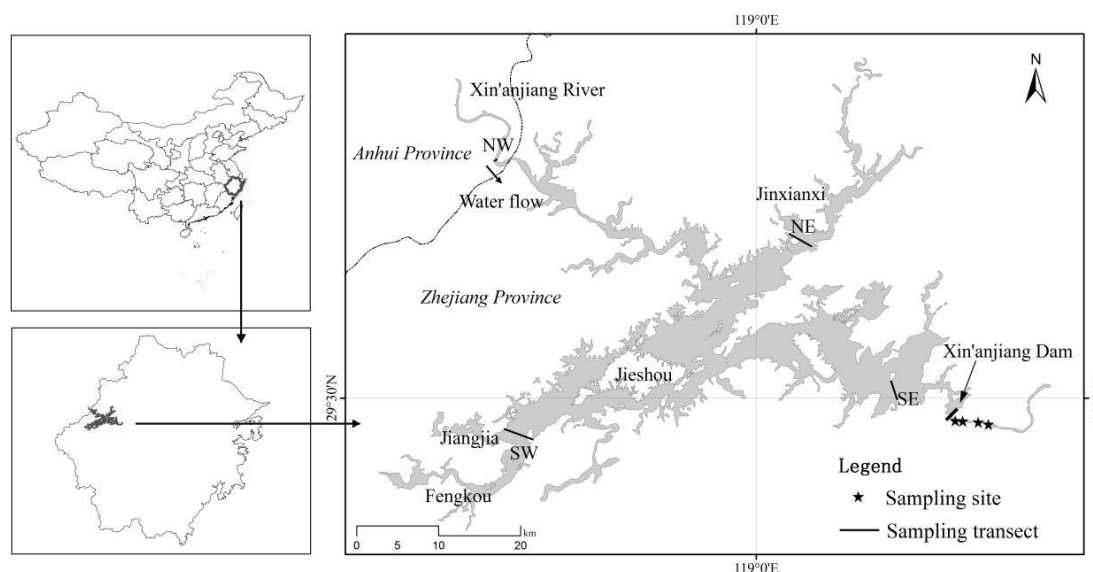 119°0'E
N
Xin'anjiang River
NW
Anhui Province
Water flow
Jinxianxi
NE
Zhejiang Province
Xin'anjiang Dam
Jieshou
29°30'N
SE
Jiangjia
SW
Fengkou
Legend
Sampling site
Sampling transect
km
0 5 10 20
119°0'E